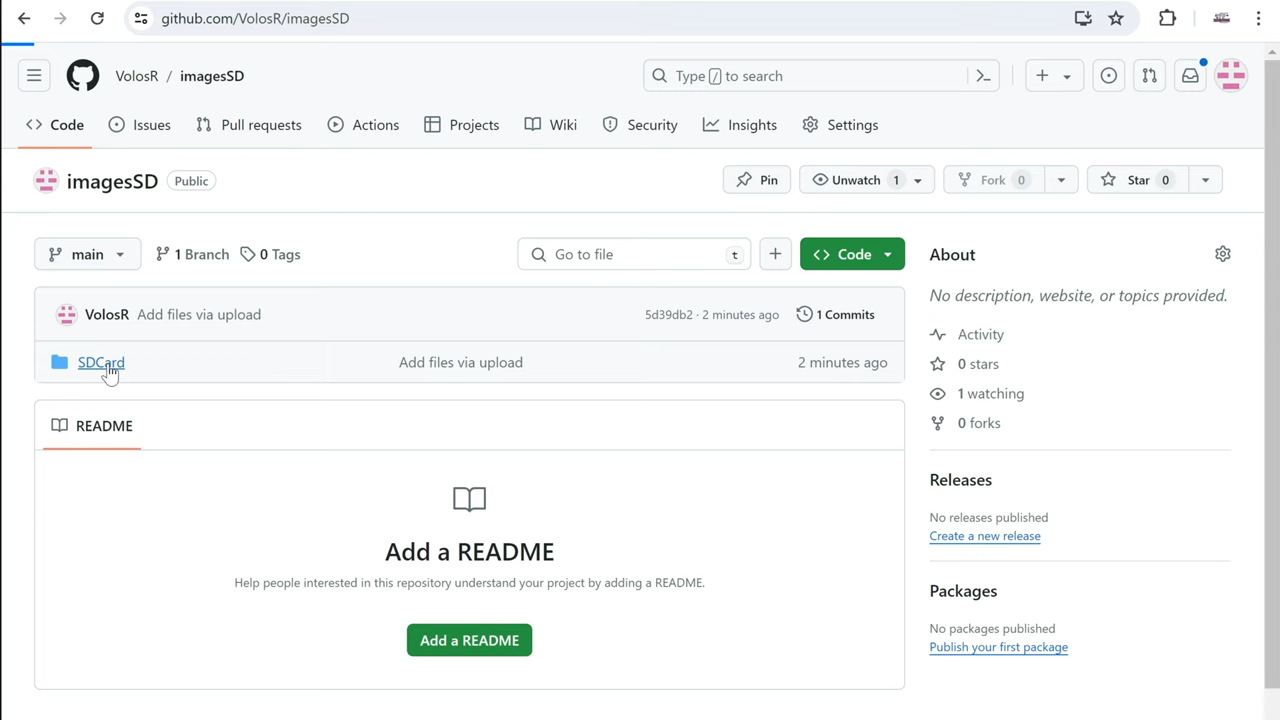 github.com/VolosR/imagesSD
VolosR / imagesSD
Type / to search
Code
Issues
Pull requests
Actions
Projects
Wiki
Security
Insights
Settings
imagesSD Public
Pin
Unwatch 1
Fork 0
Star 0
main
1 Branch
0 Tags
Go to file t
Code
VolosR Add files via upload 5d39db2 · 2 minutes ago 1 Commits
SDCard Add files via upload 2 minutes ago
README
Add a README
Help people interested in this repository understand your project by adding a README.
Add a README
About
No description, website, or topics provided.
Activity
0 stars
1 watching
0 forks
Releases
No releases published
Create a new release
Packages
No packages published
Publish your first package